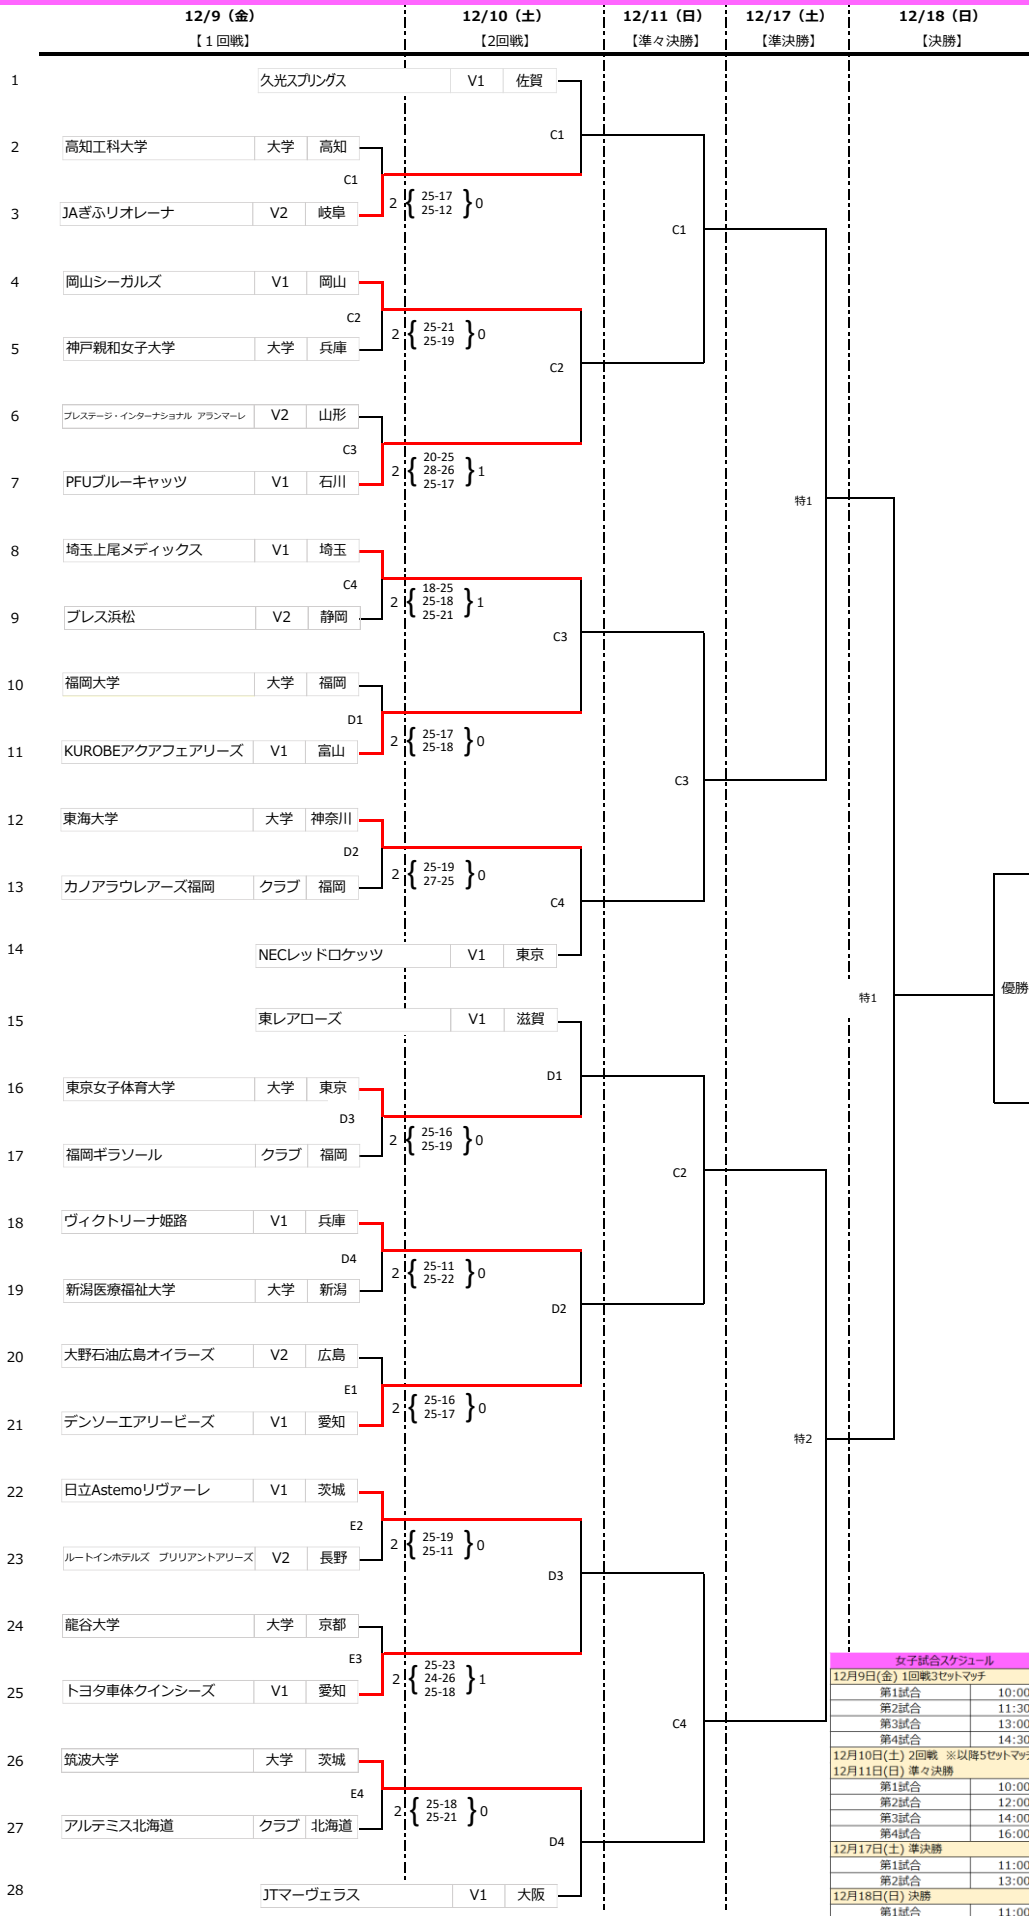 12/9（金） 12/10（土） 12/11（日） 12/17（土） 12/18（日）
【１回戦】 【2回戦】 【準々決勝】 【準決勝】 【決勝】
1 久光スプリングス V1 佐賀
C1
2 高知工科大学 大学 高知
C1
2 { 25-17 25-12 } 0
3 JAぎふリオレーナ V2 岐阜
C1
4 岡山シーガルズ V1 岡山
C2
2 { 25-21 25-19 } 0
5 神戸親和女子大学 大学 兵庫
C2
6 プレステージ・インターナショナル アランマーレ V2 山形
C3
2 { 20-25 28-26 25-17 } 1
7 PFUブルーキャッツ V1 石川
特1
8 埼玉上尾メディックス V1 埼玉
C4
2 { 18-25 25-18 25-21 } 1
9 ブレス浜松 V2 静岡
C3
10 福岡大学 大学 福岡
D1
2 { 25-17 25-18 } 0
11 KUROBEアクアフェアリーズ V1 富山
C3
12 東海大学 大学 神奈川
D2
2 { 25-19 27-25 } 0
13 カノアラウレアーズ福岡 クラブ 福岡
C4
14 NECレッドロケッツ V1 東京
優勝
特1
15 東レアローズ V1 滋賀
D1
16 東京女子体育大学 大学 東京
D3
2 { 25-16 25-19 } 0
17 福岡ギラソール クラブ 福岡
C2
18 ヴィクトリーナ姫路 V1 兵庫
D4
2 { 25-11 25-22 } 0
19 新潟医療福祉大学 大学 新潟
D2
20 大野石油広島オイラーズ V2 広島
E1
2 { 25-16 25-17 } 0
21 デンソーエアリービーズ V1 愛知
特2
22 日立Astemoリヴァーレ V1 茨城
E2
2 { 25-19 25-11 } 0
23 ルートインホテルズ ブリリアントアリーズ V2 長野
D3
24 龍谷大学 大学 京都
E3
2 { 25-23 24-26 25-18 } 1
25 トヨタ車体クインシーズ V1 愛知
C4
26 筑波大学 大学 茨城
E4
2 { 25-18 25-21 } 0
27 アルテミス北海道 クラブ 北海道
D4
28 JTマーヴェラス V1 大阪
女子試合スケジュール
12月9日(金) 1回戦3セットマッチ
第1試合 10:00
第2試合 11:30
第3試合 13:00
第4試合 14:30
12月10日(土) 2回戦 ※以降5セットマッチ
12月11日(日) 準々決勝
第1試合 10:00
第2試合 12:00
第3試合 14:00
第4試合 16:00
12月17日(土) 準決勝
第1試合 11:00
第2試合 13:00
12月18日(日) 決勝
第1試合 11:00